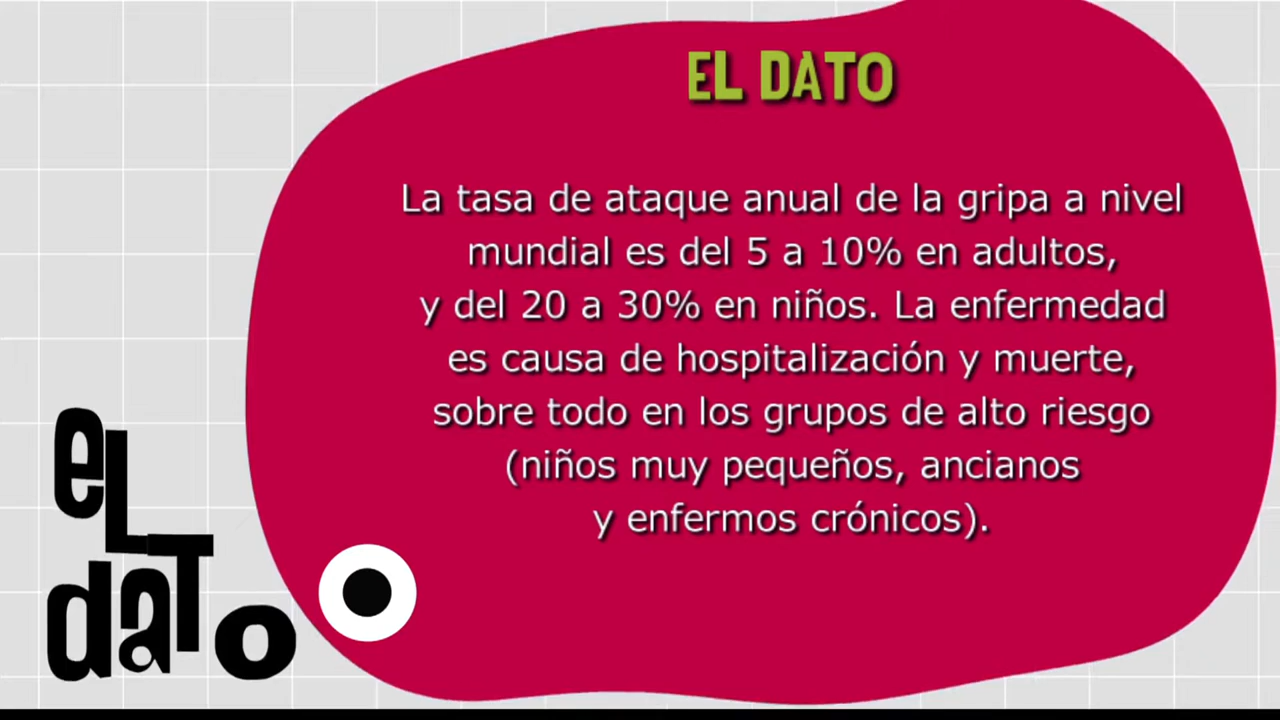 EL DATO
La tasa de ataque anual de la gripa a nivel
mundial es del 5 a 10% en adultos,
y del 20 a 30% en niños. La enfermedad
es causa de hospitalización y muerte,
sobre todo en los grupos de alto riesgo
(niños muy pequeños, ancianos
y enfermos crónicos).
eL
daTo